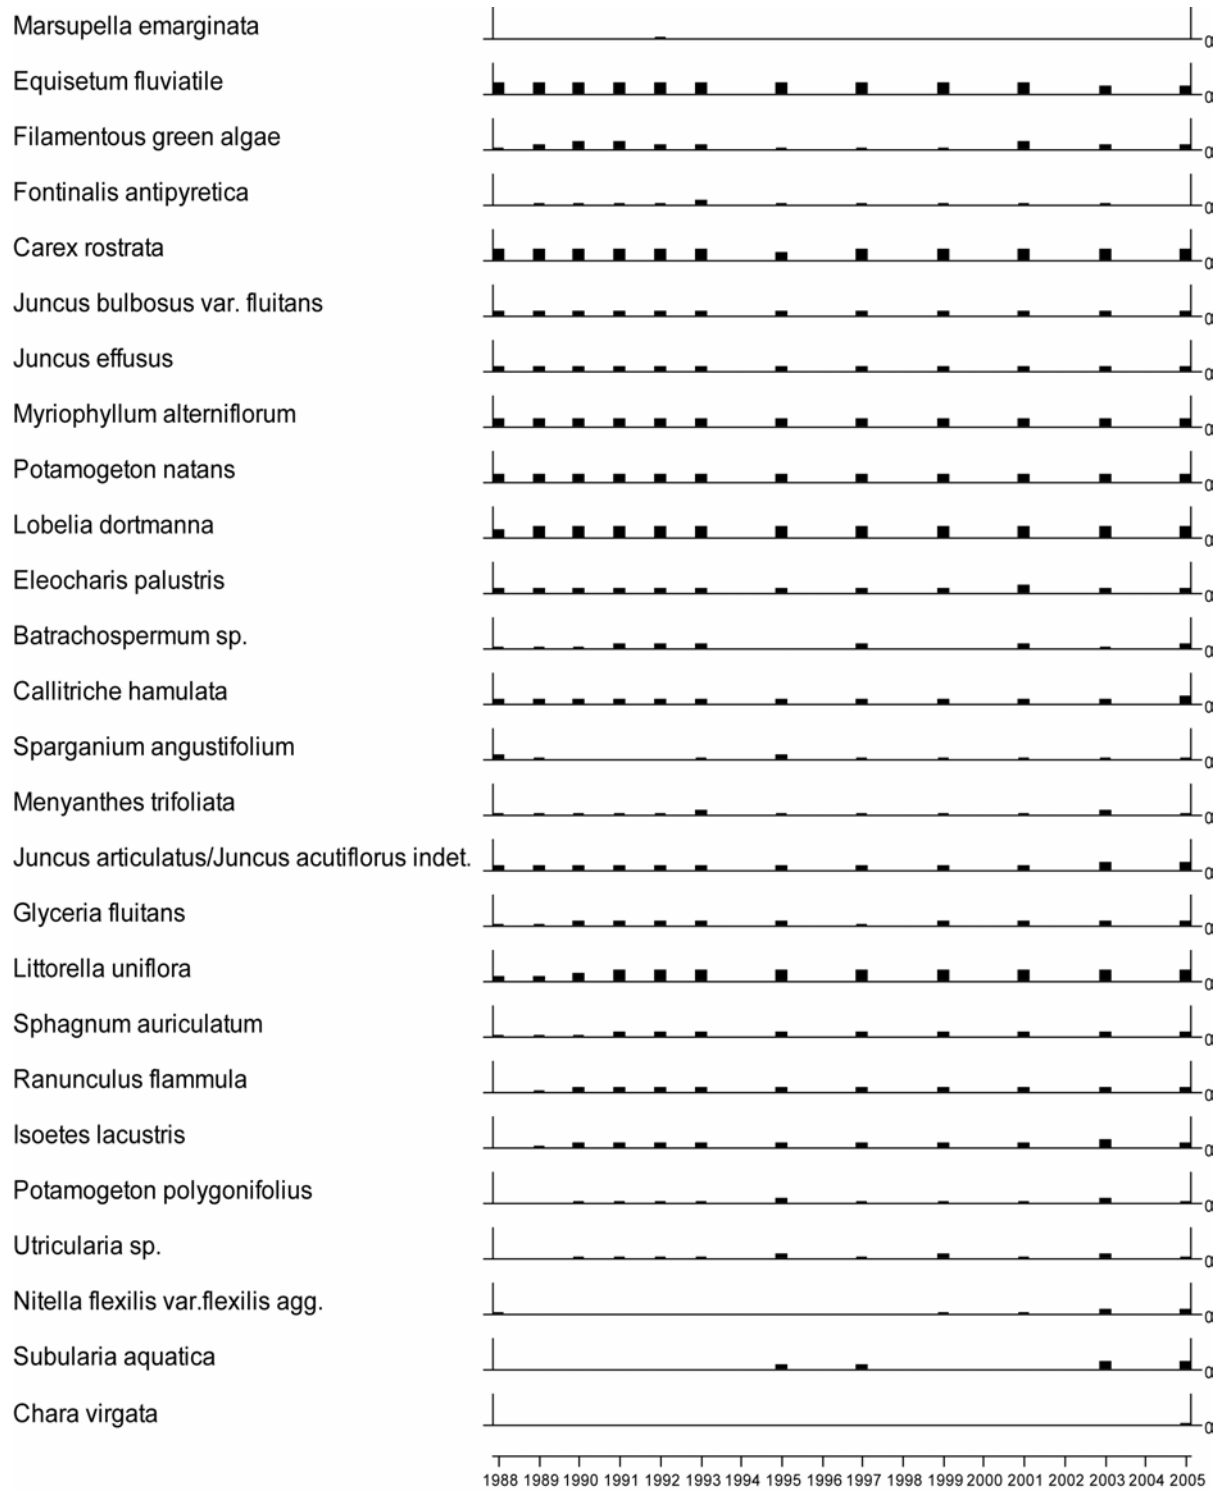 Marsupella emarginata
Equisetum fluviatile
Filamentous green algae
Fontinalis antipyretica
Carex rostrata
Juncus bulbosus var. fluitans
Juncus effusus
Myriophyllum alterniflorum
Potamogeton natans
Lobelia dortmanna
Eleocharis palustris
Batrachospermum sp.
Callitriche hamulata
Sparganium angustifolium
Menyanthes trifoliata
Juncus articulatus/Juncus acutiflorus indet.
Glyceria fluitans
Littorella uniflora
Sphagnum auriculatum
Ranunculus flammula
Isoetes lacustris
Potamogeton polygonifolius
Utricularia sp.
Nitella flexilis var.flexilis agg.
Subularia aquatica
Chara virgata
1988 1989 1990 1991 1992 1993 1994 1995 1996 1997 1998 1999 2000 2001 2002 2003 2004 2005